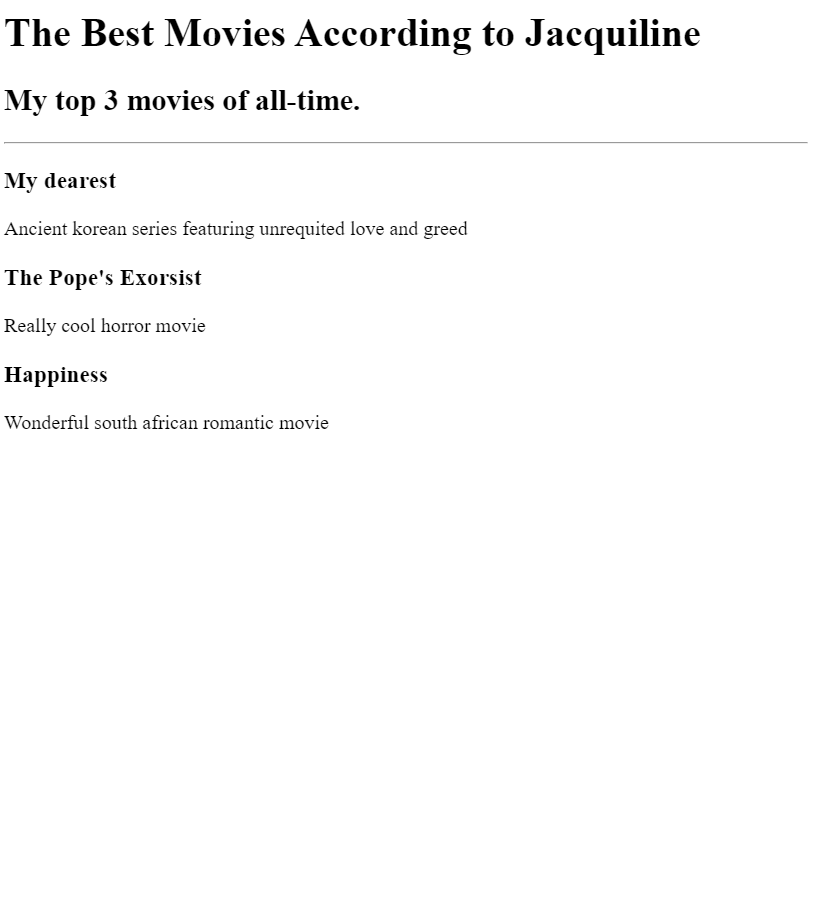 The Best Movies According to Jacquiline
My top 3 movies of all-time.
My dearest
Ancient korean series featuring unrequited love and greed
The Pope's Exorsist
Really cool horror movie
Happiness
Wonderful south african romantic movie